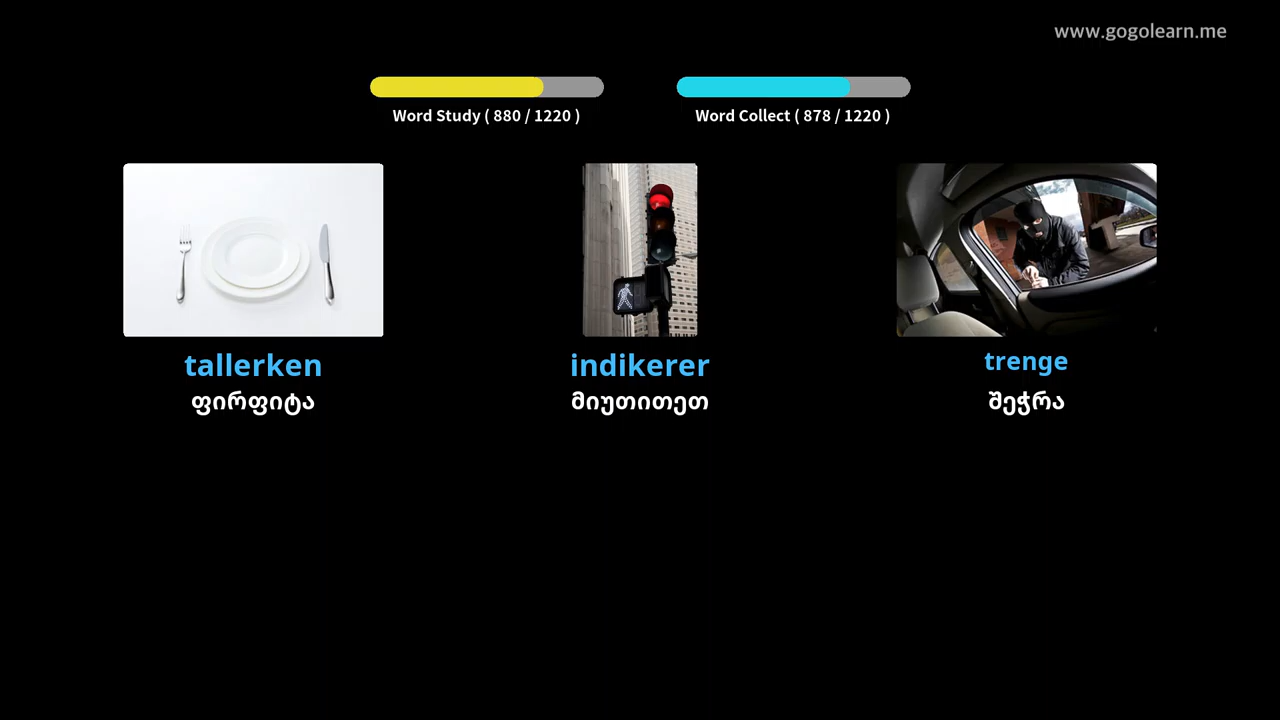 www.gogolearn.me
Word Study ( 880 / 1220 )
Word Collect ( 878 / 1220 )
tallerken
ფირფიტა
indikerer
მიუთითეთ
trenge
შეჭრა